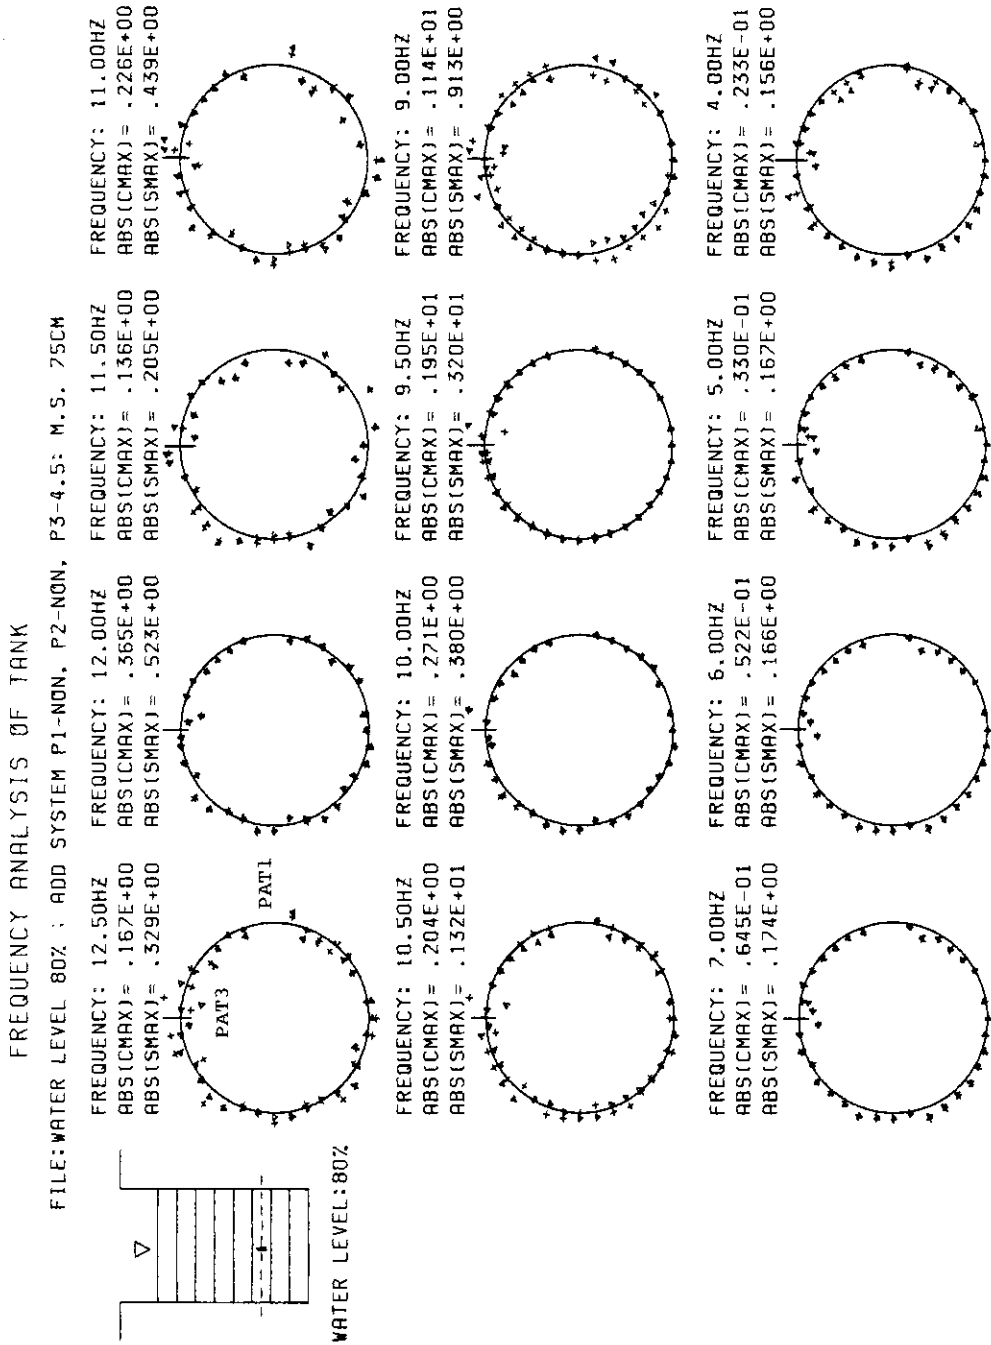 FREQUENCY ANALYSIS OF TANK
FILE:WATER LEVEL 80% ; ADD SYSTEM P1-NON, P2-NON, P3-4.5: M.S. 75CM
WATER LEVEL:80%
FREQUENCY: 12.50HZ
ABS(CMAX)= .167E+00
ABS(SMAX)= .329E+00
PAT3
PAT1
FREQUENCY: 12.00HZ
ABS(CMAX)= .365E+00
ABS(SMAX)= .523E+00
FREQUENCY: 11.50HZ
ABS(CMAX)= .136E+00
ABS(SMAX)= .205E+00
FREQUENCY: 11.00HZ
ABS(CMAX)= .226E+00
ABS(SMAX)= .439E+00
FREQUENCY: 10.50HZ
ABS(CMAX)= .204E+00
ABS(SMAX)= .132E+01
FREQUENCY: 10.00HZ
ABS(CMAX)= .271E+00
ABS(SMAX)= .380E+00
FREQUENCY: 9.50HZ
ABS(CMAX)= .195E+01
ABS(SMAX)= .320E+01
FREQUENCY: 9.00HZ
ABS(CMAX)= .114E+01
ABS(SMAX)= .913E+00
FREQUENCY: 7.00HZ
ABS(CMAX)= .645E-01
ABS(SMAX)= .174E+00
FREQUENCY: 6.00HZ
ABS(CMAX)= .522E-01
ABS(SMAX)= .166E+00
FREQUENCY: 5.00HZ
ABS(CMAX)= .330E-01
ABS(SMAX)= .167E+00
FREQUENCY: 4.00HZ
ABS(CMAX)= .233E-01
ABS(SMAX)= .156E+00